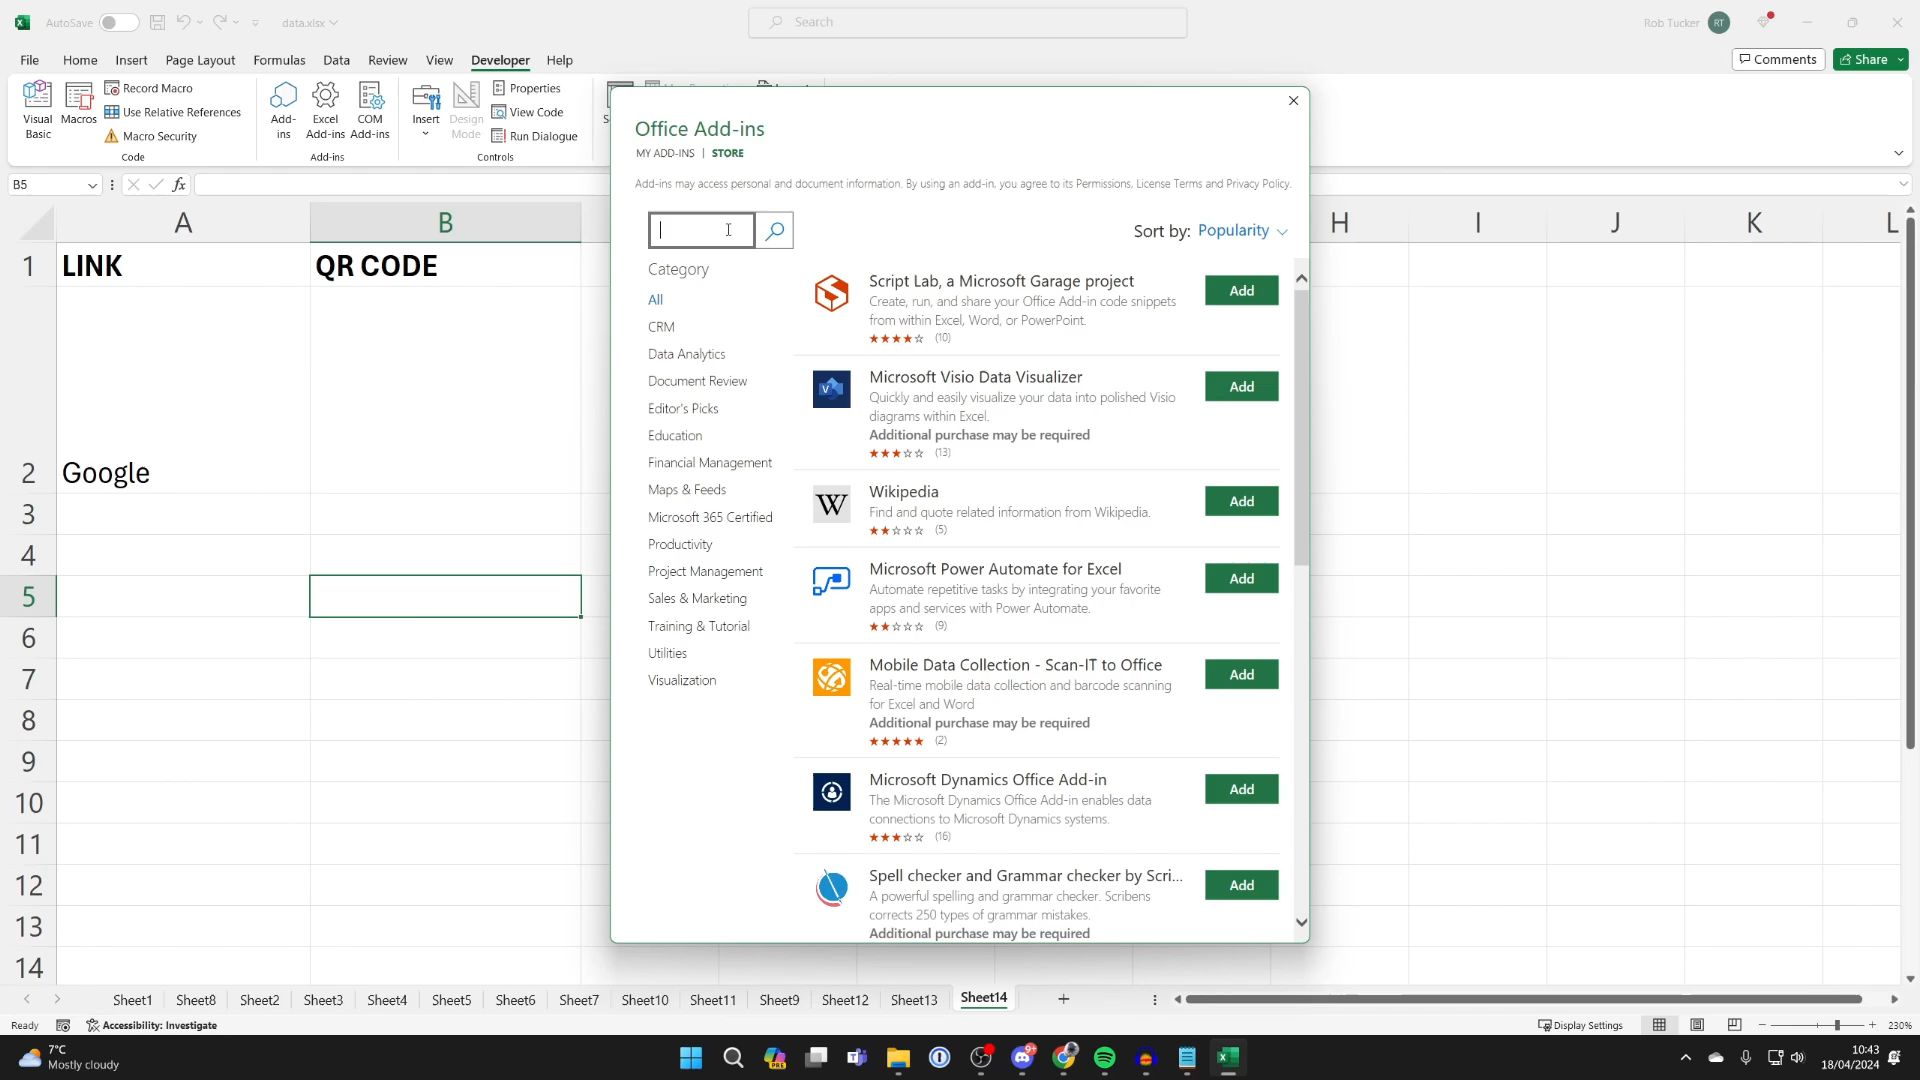 AutoSave
data.xlsx
Search
Rob Tucker
RT
File Home Insert Page Layout Formulas Data Review View Developer Help
Comments
Share
Visual Basic
Macros
Record Macro
Use Relative References
Macro Security
Code
Add-ins
Excel Add-ins
COM Add-ins
Add-ins
Insert
Design Mode
Properties
View Code
Run Dialogue
Controls
B5
fx
A B H I J K L
1 LINK QR CODE
2 Google
3
4
5
6
7
8
9
10
11
12
13
14
Office Add-ins
MY ADD-INS | STORE
Add-ins may access personal and document information. By using an add-in, you agree to its Permissions, License Terms and Privacy Policy.
Sort by: Popularity
Category
All
CRM
Data Analytics
Document Review
Editor's Picks
Education
Financial Management
Maps & Feeds
Microsoft 365 Certified
Productivity
Project Management
Sales & Marketing
Training & Tutorial
Utilities
Visualization
Script Lab, a Microsoft Garage project
Create, run, and share your Office Add-in code snippets
from within Excel, Word, or PowerPoint.
(10)
Add
Microsoft Visio Data Visualizer
Quickly and easily visualize your data into polished Visio
diagrams within Excel.
Additional purchase may be required
(13)
Add
Wikipedia
Find and quote related information from Wikipedia.
(5)
Add
Microsoft Power Automate for Excel
Automate repetitive tasks by integrating your favorite
apps and services with Power Automate.
(9)
Add
Mobile Data Collection - Scan-IT to Office
Real-time mobile data collection and barcode scanning
for Excel and Word
Additional purchase may be required
(2)
Add
Microsoft Dynamics Office Add-in
The Microsoft Dynamics Office Add-in enables data
connections to Microsoft Dynamics systems.
(16)
Add
Spell checker and Grammar checker by Scri...
A powerful spelling and grammar checker. Scribens
corrects 250 types of grammar mistakes.
Additional purchase may be required
Add
Sheet1 Sheet8 Sheet2 Sheet3 Sheet4 Sheet5 Sheet6 Sheet7 Sheet10 Sheet11 Sheet9 Sheet12 Sheet13 Sheet14
Ready
Accessibility: Investigate
Display Settings
230%
7°C
Mostly cloudy
10:43
18/04/2024